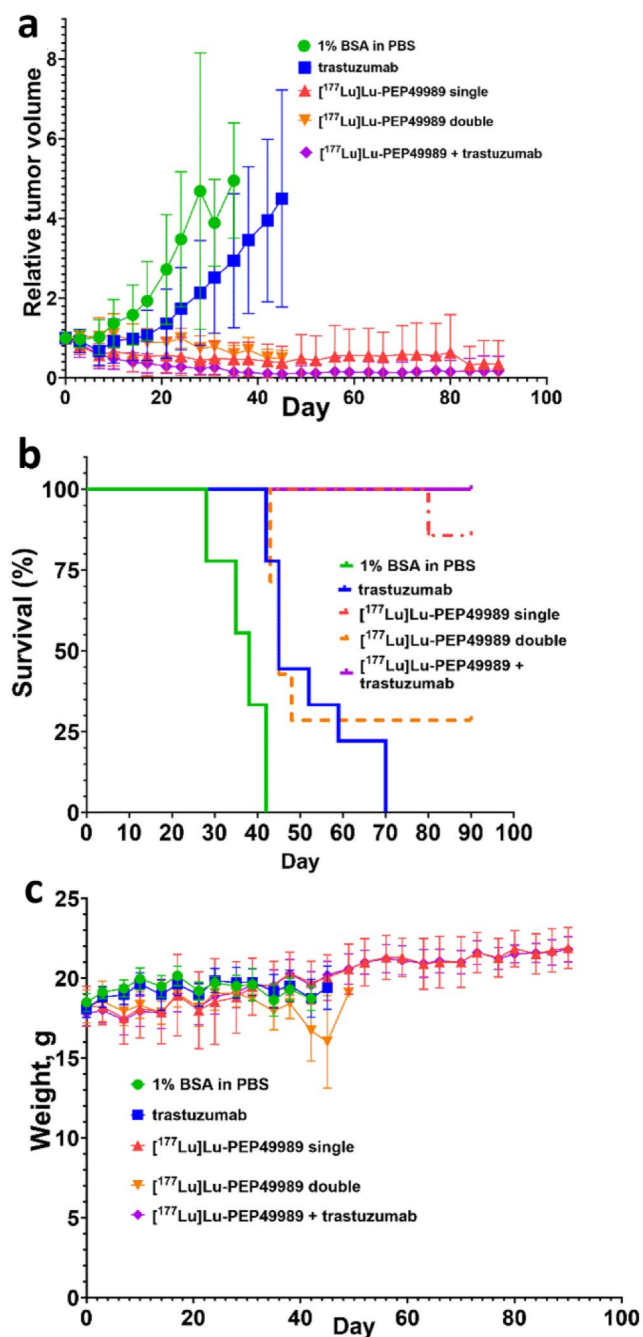 a
Relative tumor volume
8
6
4
2
0
0 20 40 60 80 100
Day
1% BSA in PBS
trastuzumab
[¹⁷⁷Lu]Lu-PEP49989 single
[¹⁷⁷Lu]Lu-PEP49989 double
[¹⁷⁷Lu]Lu-PEP49989 + trastuzumab
b
Survival (%)
100
75
50
25
0
0 10 20 30 40 50 60 70 80 90 100
Day
1% BSA in PBS
trastuzumab
[¹⁷⁷Lu]Lu-PEP49989 single
[¹⁷⁷Lu]Lu-PEP49989 double
[¹⁷⁷Lu]Lu-PEP49989 +
trastuzumab
c
Weight, g
25
20
15
10
5
0
0 20 40 60 80 100
Day
1% BSA in PBS
trastuzumab
[¹⁷⁷Lu]Lu-PEP49989 single
[¹⁷⁷Lu]Lu-PEP49989 double
[¹⁷⁷Lu]Lu-PEP49989 + trastuzumab